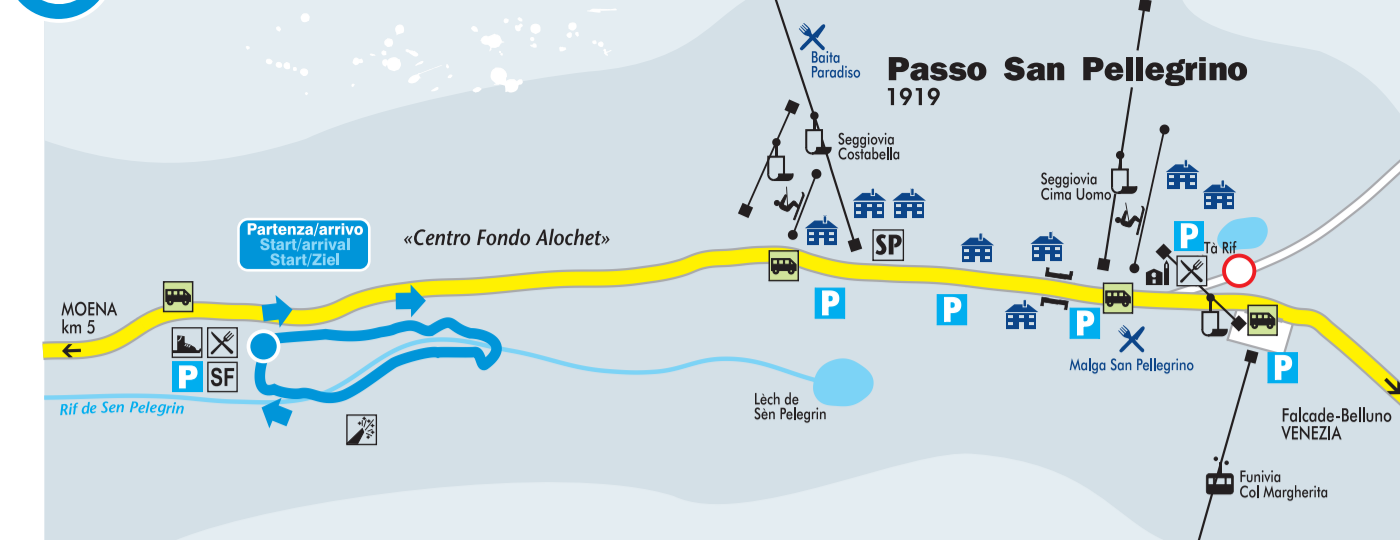 Baita
Paradiso
Passo San Pellegrino
1919
Seggiovia
Costabella
Seggiovia
Cima Uomo
P
Tà Rif
Partenza/arrivo
Start/arrival
Start/Ziel
«Centro Fondo Alochet»
SP
MOENA
km 5
P
P
P
Malga San Pellegrino
P
P SF
Rif de Sen Pelegrin
Lèch de
Sèn Pelegrin
Falcade-Belluno
VENEZIA
Funivia
Col Margherita